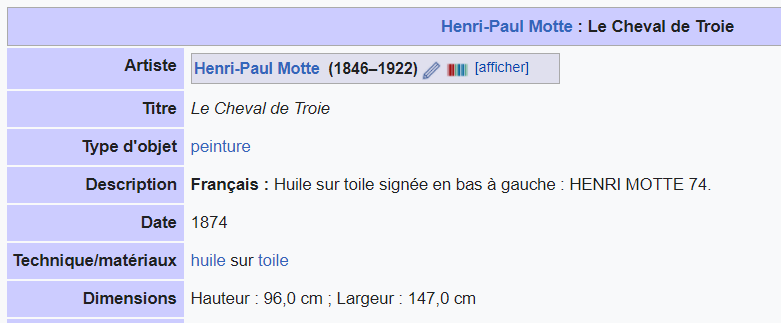 Henri-Paul Motte : Le Cheval de Troie
Artiste Henri-Paul Motte (1846–1922) [afficher]
Titre Le Cheval de Troie
Type d'objet peinture
Description Français : Huile sur toile signée en bas à gauche : HENRI MOTTE 74.
Date 1874
Technique/matériaux huile sur toile
Dimensions Hauteur : 96,0 cm ; Largeur : 147,0 cm